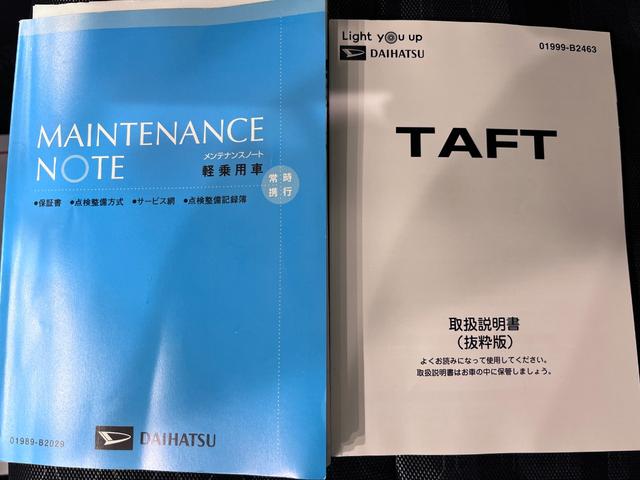 MAINTENANCE
NOTE
メンテナンスノート
軽乗用車
常時
携行
●保証書 ●点検整備方式 ●サービス網 ●点検整備記録簿
01989-B2029
DAIHATSU
Light you up
DAIHATSU
01999-B2463
TAFT
取扱説明書
（抜粋版）
よくお読みになって使用してください。
取扱説明書はお車の中に保管しましょう。